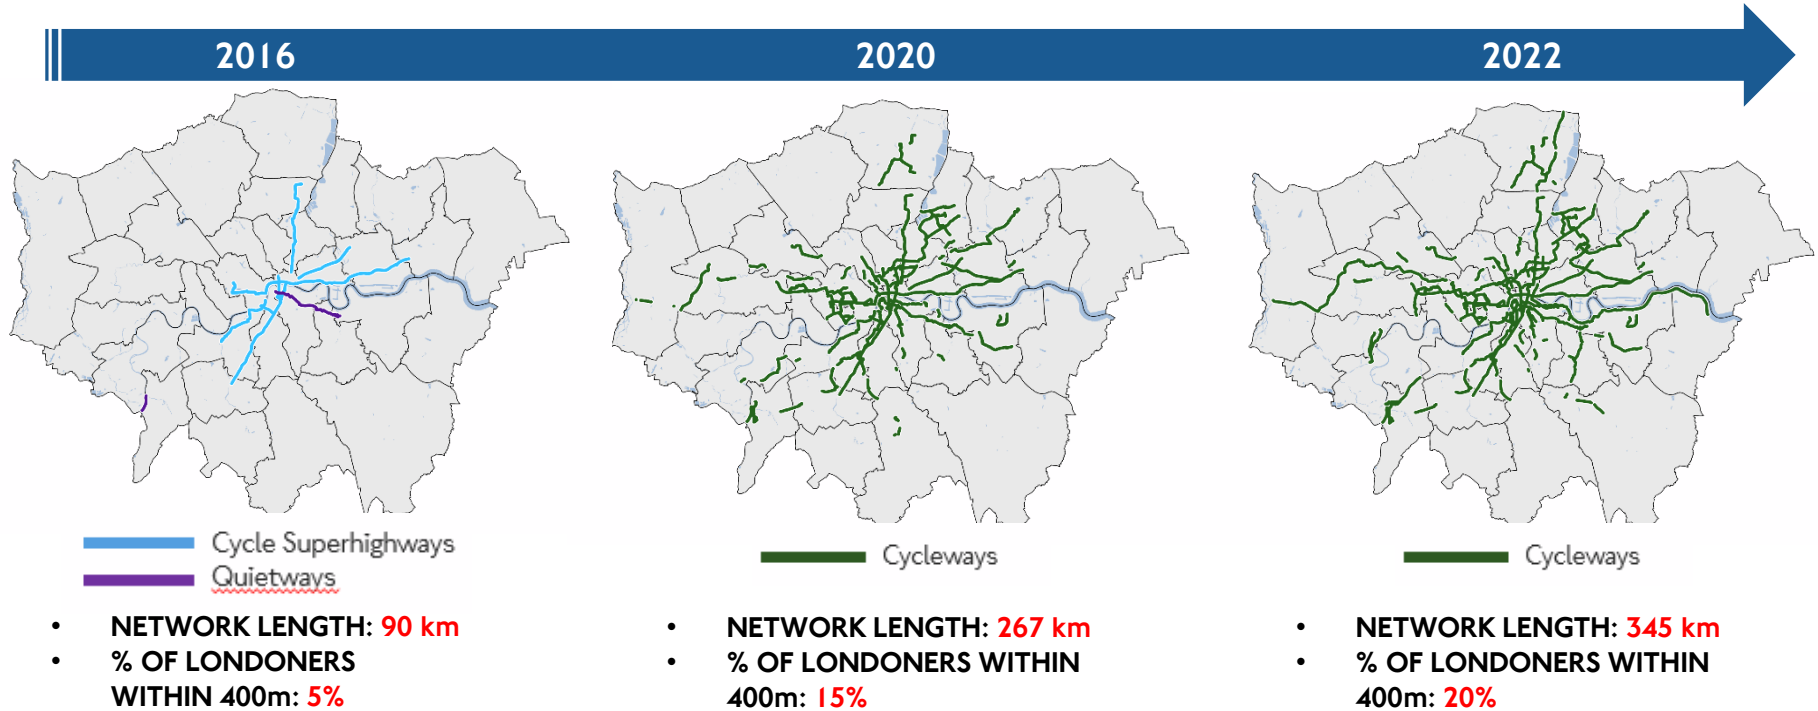 2016
2020
2022
Cycle Superhighways
Quietways
• NETWORK LENGTH: 90 km
• % OF LONDONERS
WITHIN 400m: 5%
Cycleways
• NETWORK LENGTH: 267 km
• % OF LONDONERS WITHIN
400m: 15%
Cycleways
• NETWORK LENGTH: 345 km
• % OF LONDONERS WITHIN
400m: 20%